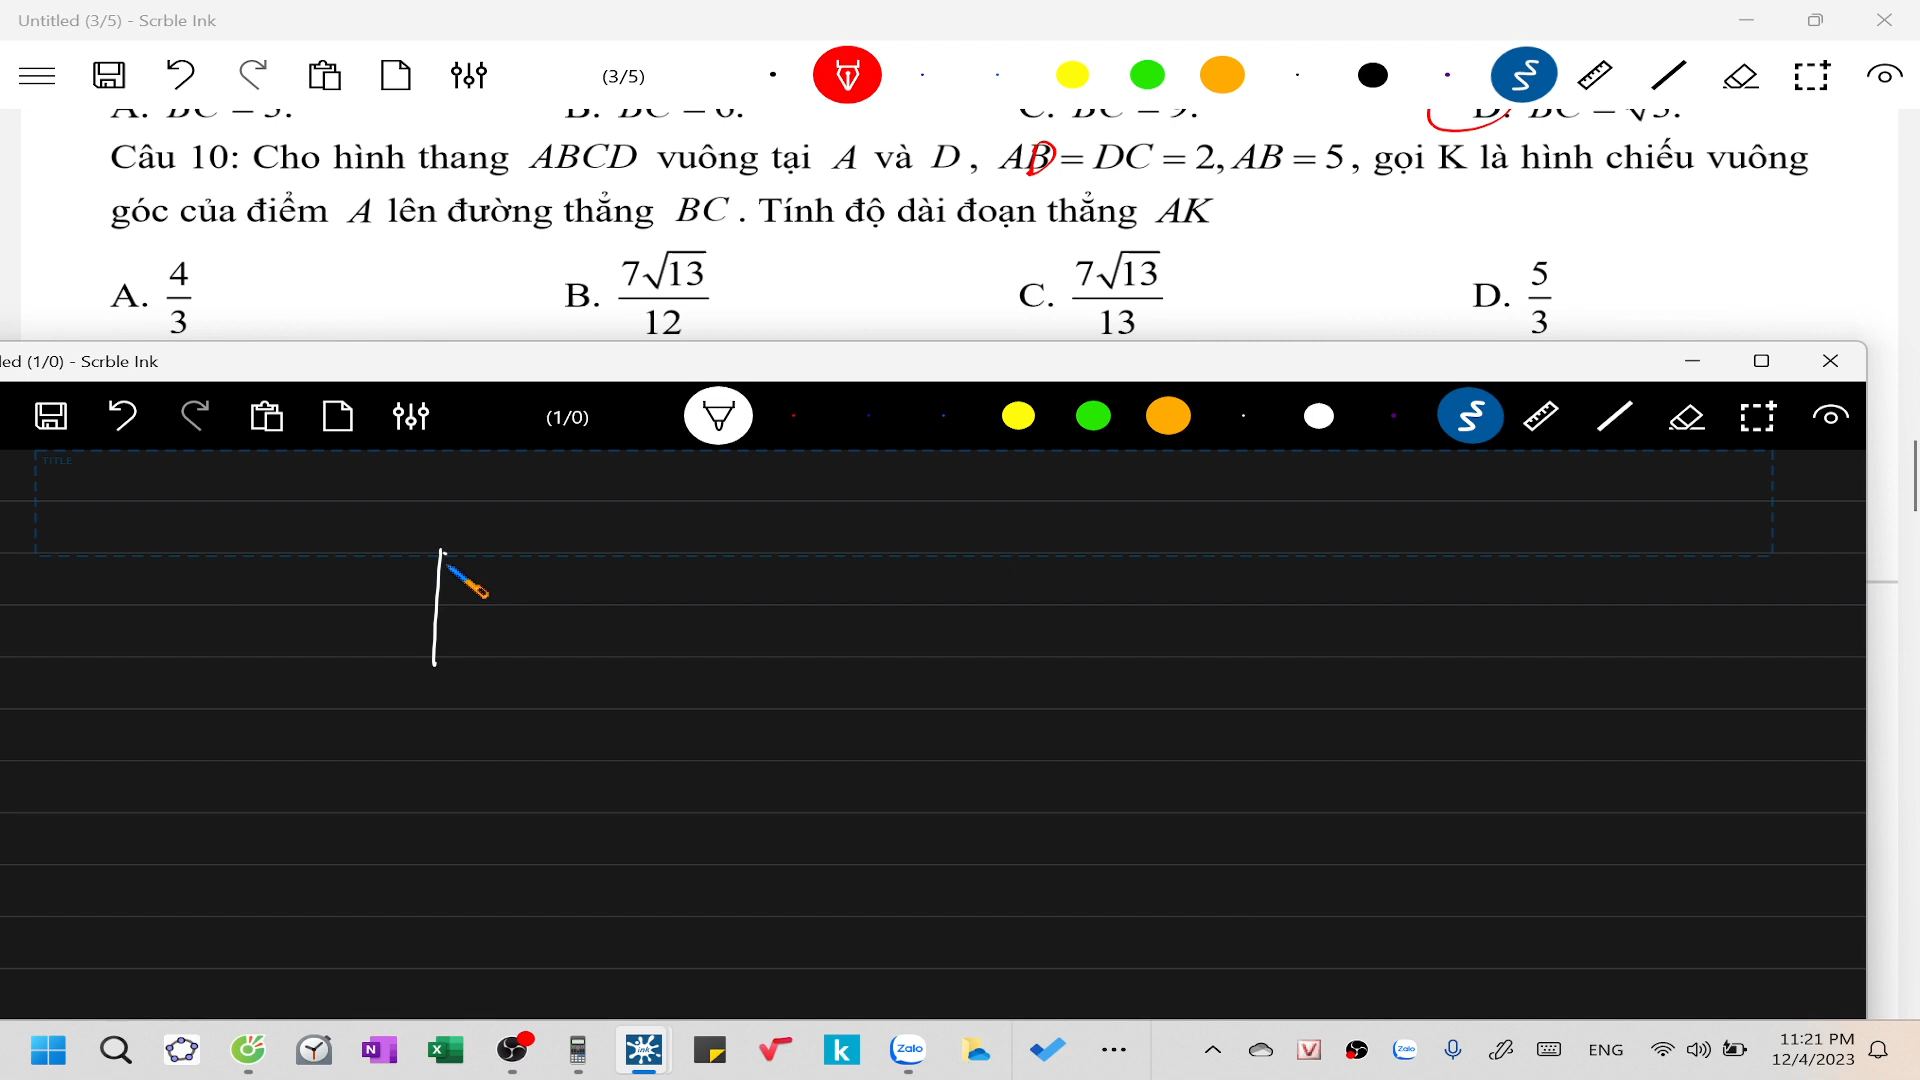 Untitled (3/5) - Scrble Ink
(3/5)
Câu 10: Cho hình thang ABCD vuông tại A và D, AD = DC = 2, AB = 5, gọi K là hình chiếu vuông
góc của điểm A lên đường thẳng BC. Tính độ dài đoạn thẳng AK
A. 4/3 B. 7√13/12 C. 7√13/13 D. 5/3
led (1/0) - Scrble Ink
(1/0)
TITLE
ENG
11:21 PM
12/4/2023
Zalo
Zalo